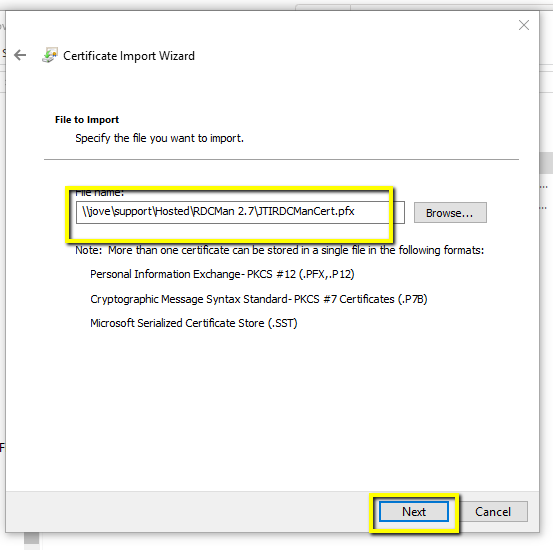 Certificate Import Wizard
File to Import
Specify the file you want to import.
File name:
\\jove\support\Hosted\RDCMan 2.7\JTIRDCManCert.pfx
Browse...
Note: More than one certificate can be stored in a single file in the following formats:
Personal Information Exchange- PKCS #12 (.PFX,.P12)
Cryptographic Message Syntax Standard- PKCS #7 Certificates (.P7B)
Microsoft Serialized Certificate Store (.SST)
Next
Cancel